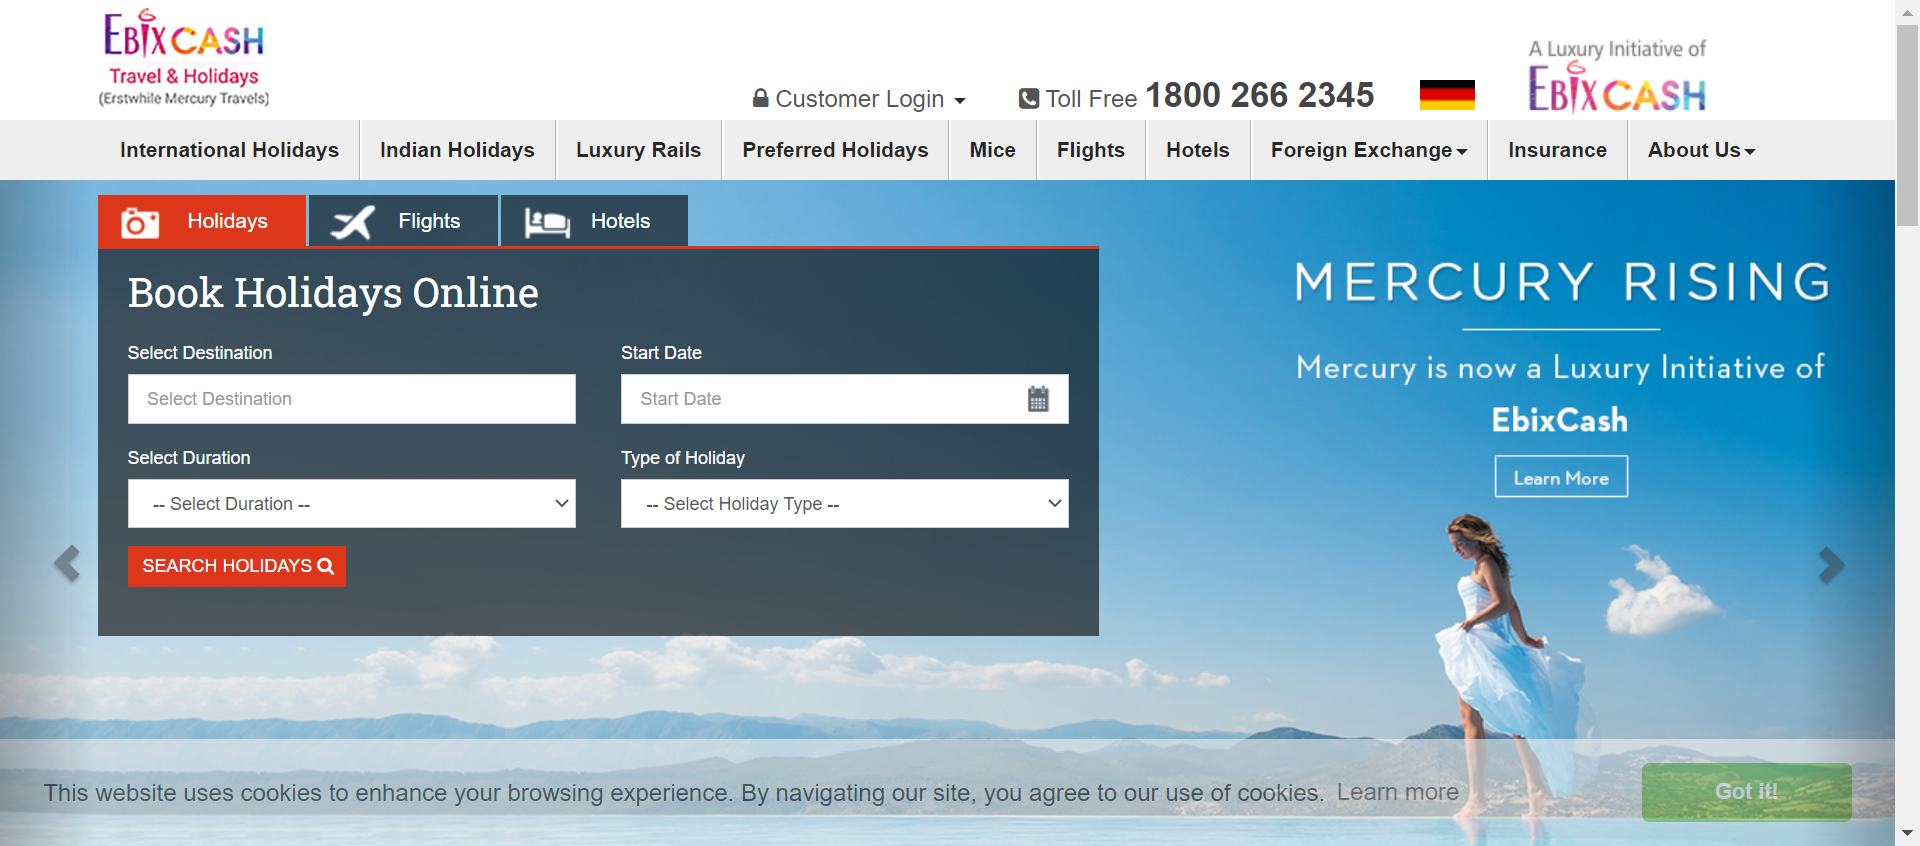 EBIXCASH
Travel & Holidays
(Erstwhile Mercury Travels)
Customer Login
Toll Free 1800 266 2345
A Luxury Initiative of
EBIXCASH
International Holidays
Indian Holidays
Luxury Rails
Preferred Holidays
Mice
Flights
Hotels
Foreign Exchange
Insurance
About Us
Holidays
Flights
Hotels
Book Holidays Online
Select Destination
Start Date
Select Destination
Start Date
Select Duration
Type of Holiday
-- Select Duration --
-- Select Holiday Type --
SEARCH HOLIDAYS
MERCURY RISING
Mercury is now a Luxury Initiative of
EbixCash
Learn More
This website uses cookies to enhance your browsing experience. By navigating our site, you agree to our use of cookies. Learn more
Got it!